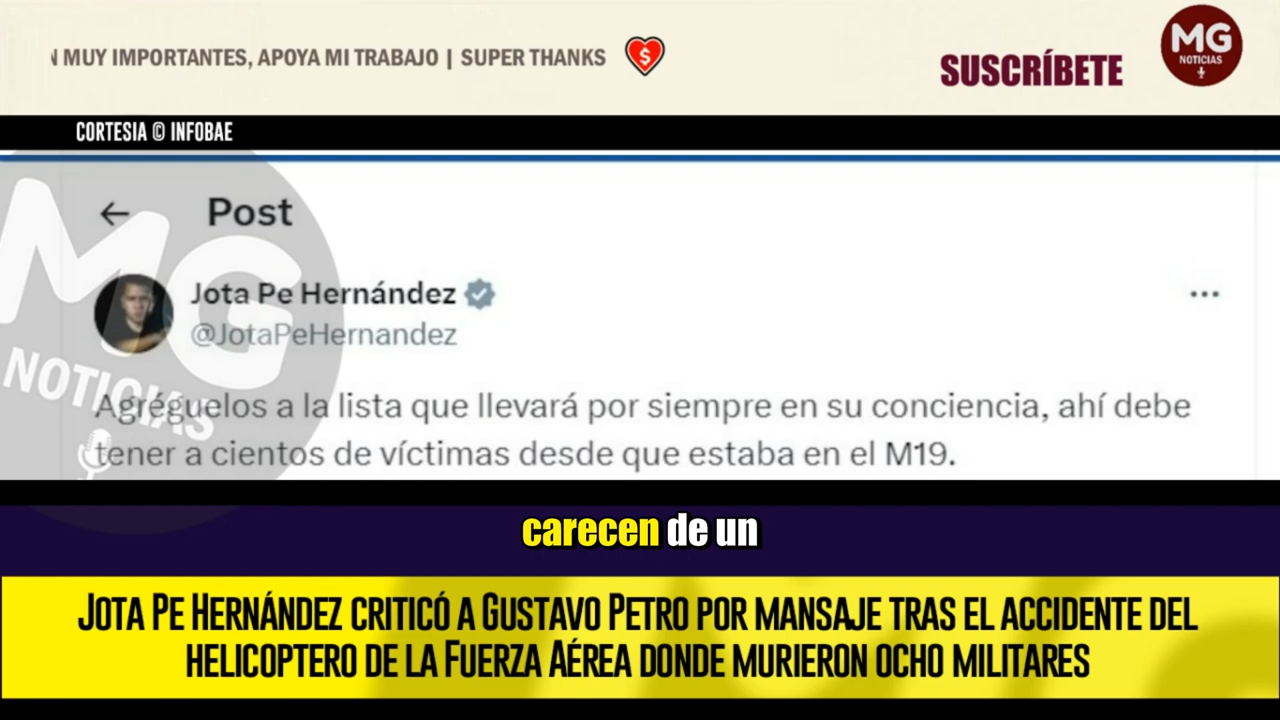 N MUY IMPORTANTES, APOYA MI TRABAJO | SUPER THANKS
$
SUSCRÍBETE
MG
NOTICIAS
CORTESIA © INFOBAE
MG
NOTICIAS
Post
Jota Pe Hernández
@JotaPeHernandez
Agréguelos a la lista que llevará por siempre en su conciencia, ahí debe
tener a cientos de víctimas desde que estaba en el M19.
carecen de un
JOTA PE HERNÁNDEZ CRITICÓ A GUSTAVO PETRO POR MANSAJE TRAS EL ACCIDENTE DEL
HELICOPTERO DE LA FUERZA AÉREA DONDE MURIERON OCHO MILITARES